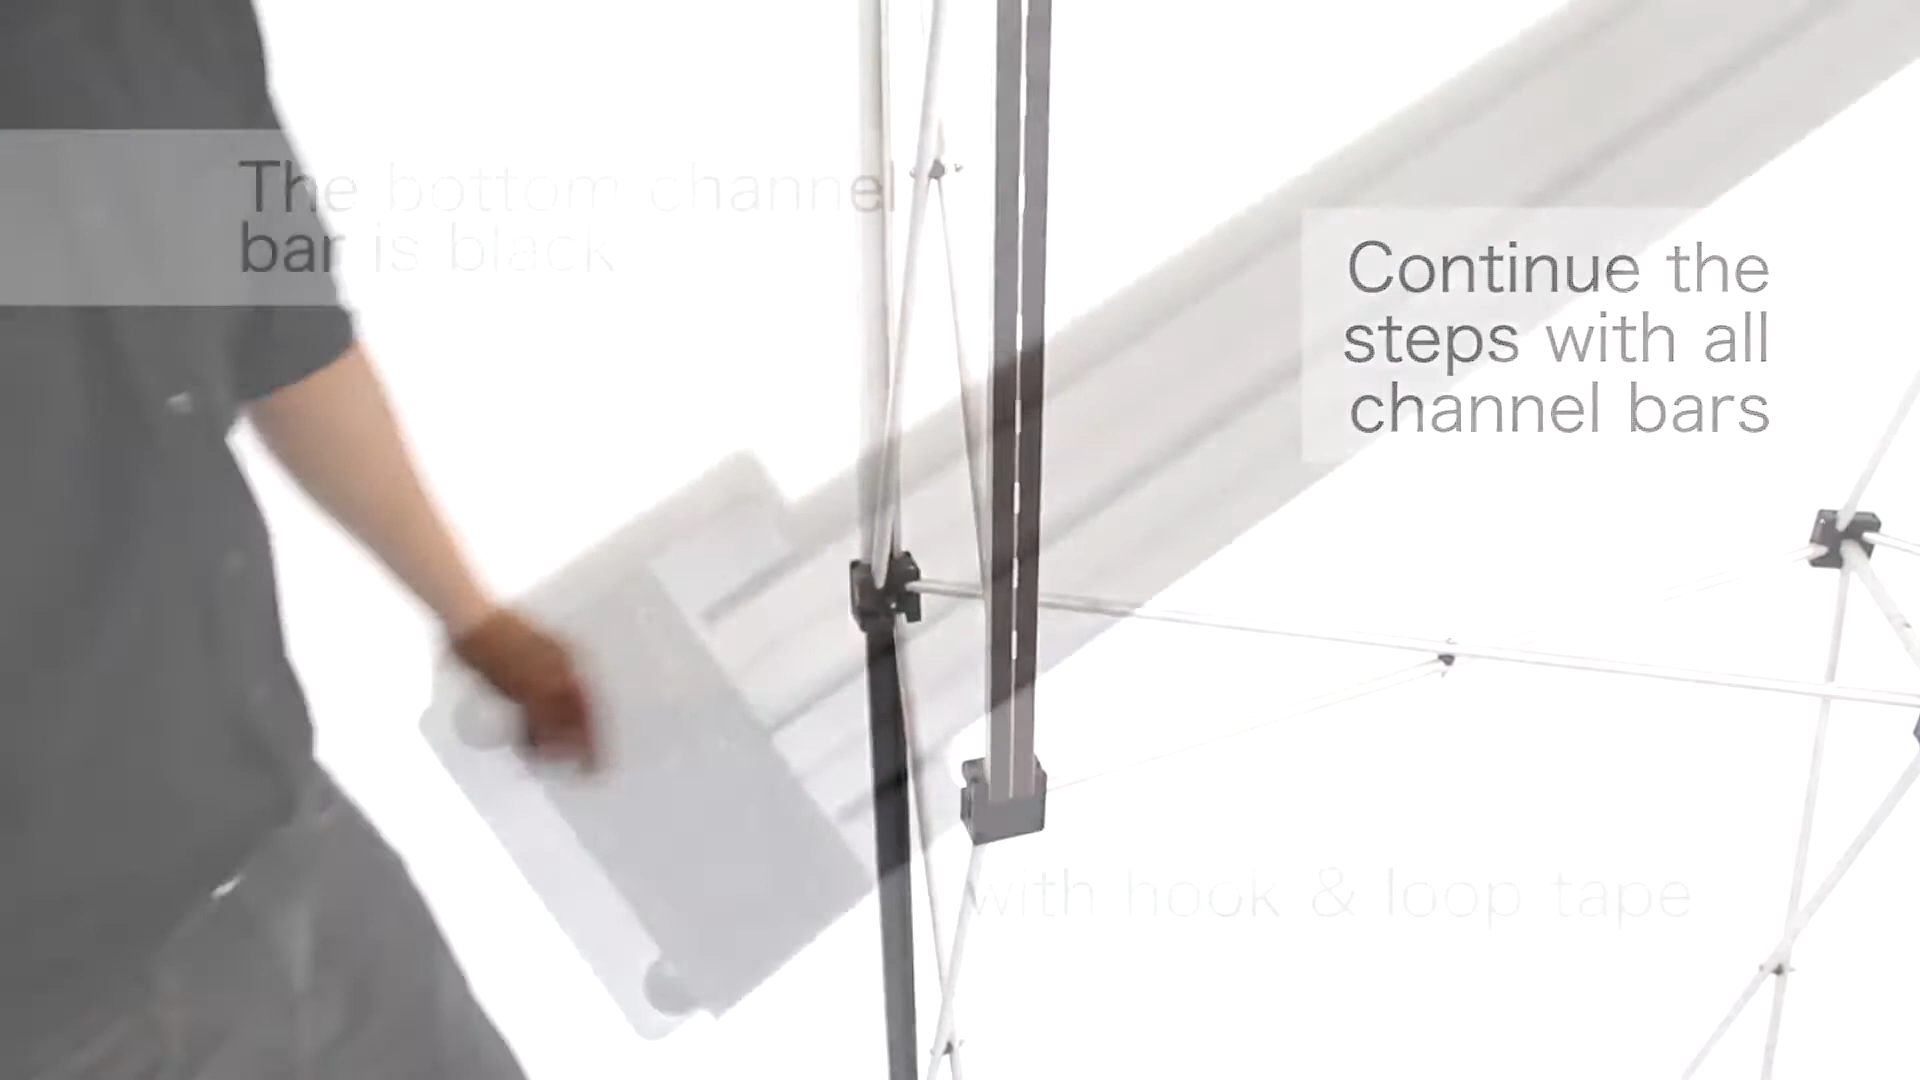 The bottom channel
bar is black
Continue the
steps with all
channel bars
with hook & loop tape